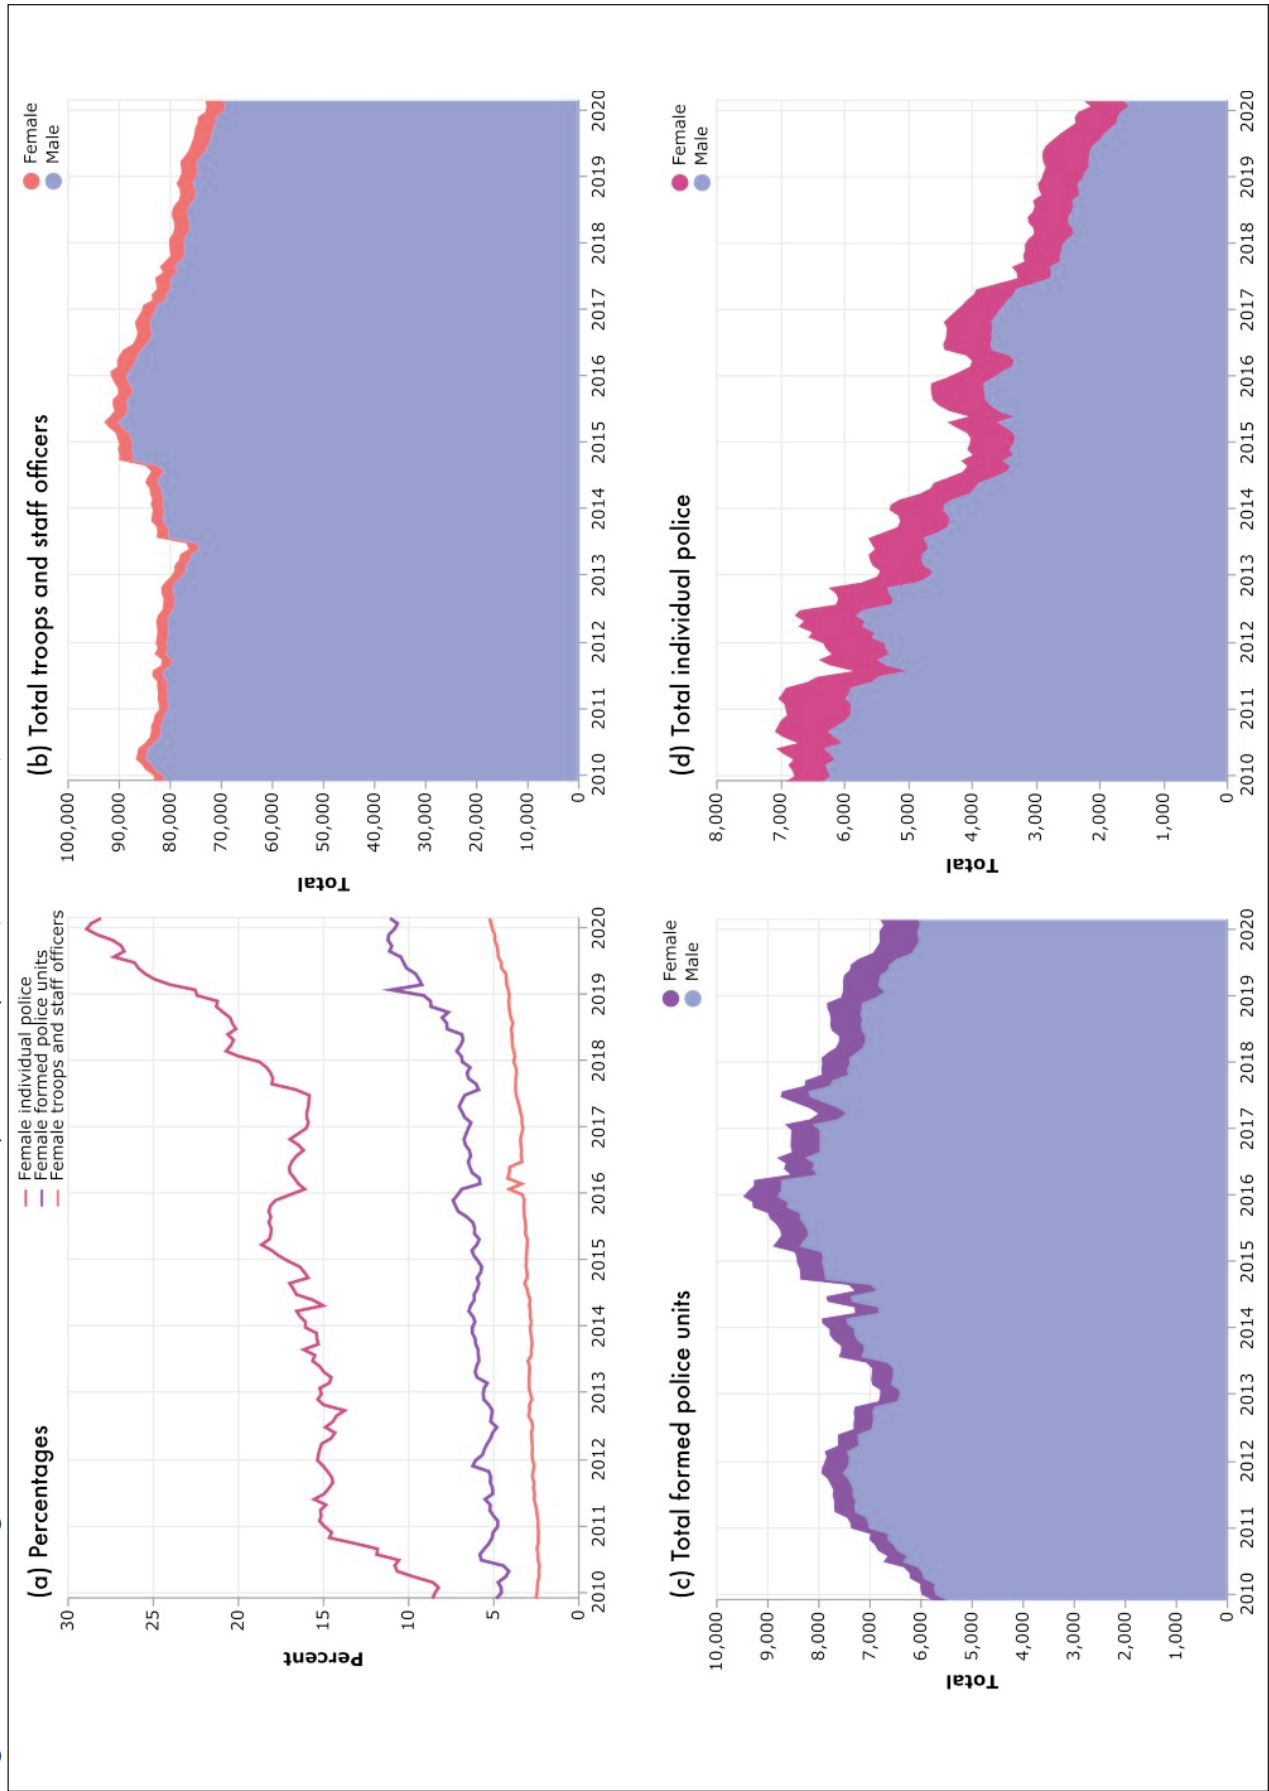 (a) Percentages
Female individual police
Female formed police units
Female troops and staff officers
Percent
30
25
20
15
10
5
0
2010 2011 2012 2013 2014 2015 2016 2017 2018 2019 2020
(b) Total troops and staff officers
Female
Male
Total
100,000
90,000
80,000
70,000
60,000
50,000
40,000
30,000
20,000
10,000
0
2010 2011 2012 2013 2014 2015 2016 2017 2018 2019 2020
(c) Total formed police units
Female
Male
Total
10,000
9,000
8,000
7,000
6,000
5,000
4,000
3,000
2,000
1,000
0
2010 2011 2012 2013 2014 2015 2016 2017 2018 2019 2020
(d) Total individual police
Female
Male
Total
8,000
7,000
6,000
5,000
4,000
3,000
2,000
1,000
0
2010 2011 2012 2013 2014 2015 2016 2017 2018 2019 2020